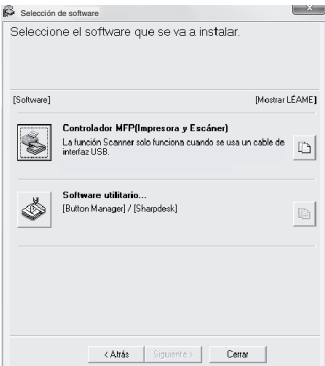 Selección de software
Seleccione el software que se va a instalar.
[Software] [Mostrar LÉAME]
Controlador MFP(Impresora y Escáner)
La función Scanner solo funciona cuando se usa un cable de
interfaz USB.
Software utilitario...
[Button Manager] / [Sharpdesk]
< Atrás Siguiente > Cerrar